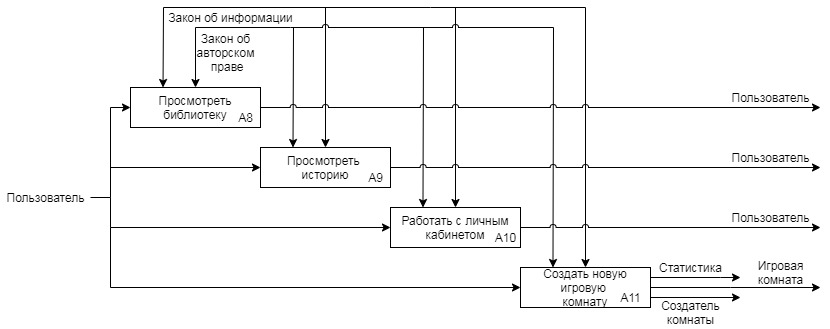 Закон об информации
Закон об
авторском
праве
Просмотреть
библиотеку
A8
Пользователь
Просмотреть
историю
A9
Пользователь
Пользователь
Работать с личным
кабинетом
A10
Пользователь
Создать новую
игровую
комнату
A11
Статистика
Игровая
комната
Создатель
комнаты